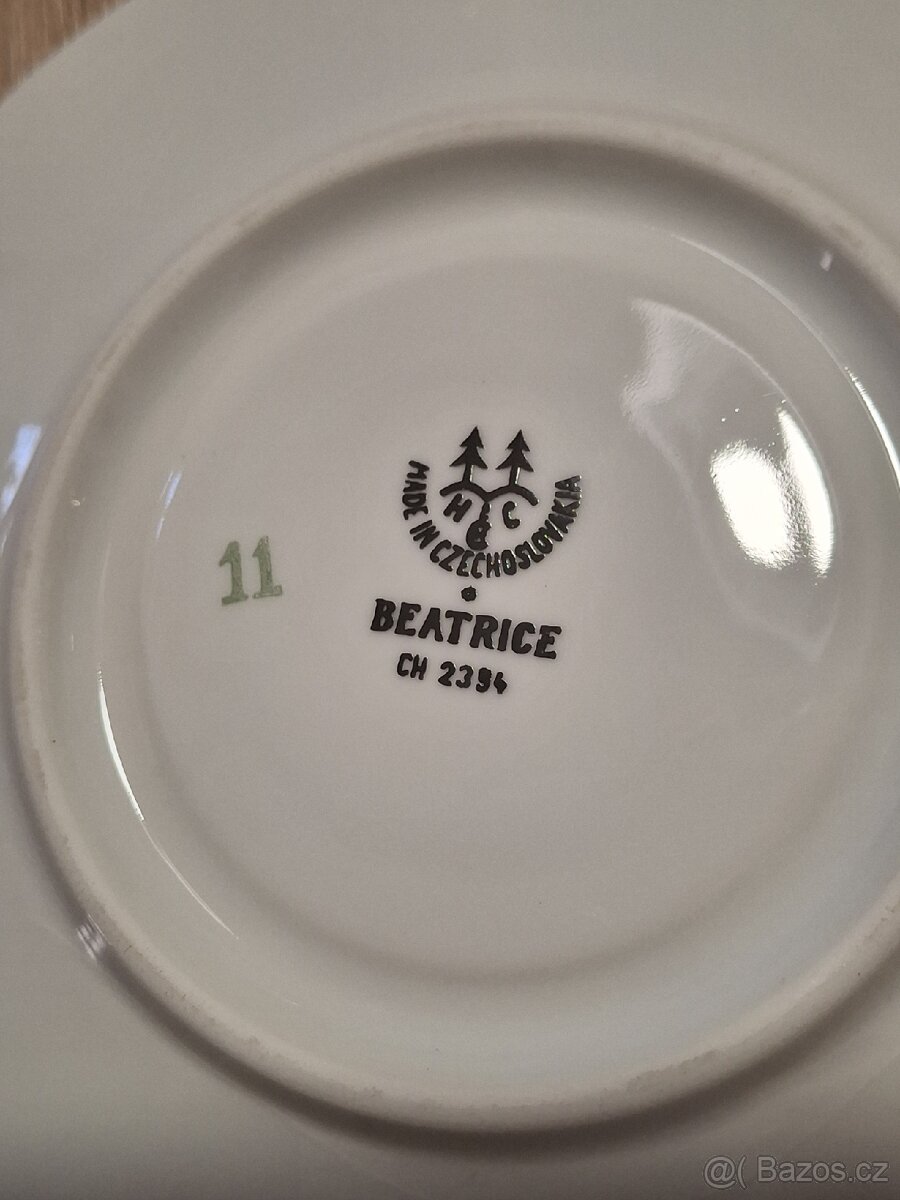 MADE IN CZECHOSLOVAKIA
H C
11
BEATRICE
CH 2394
@( Bazos.cz